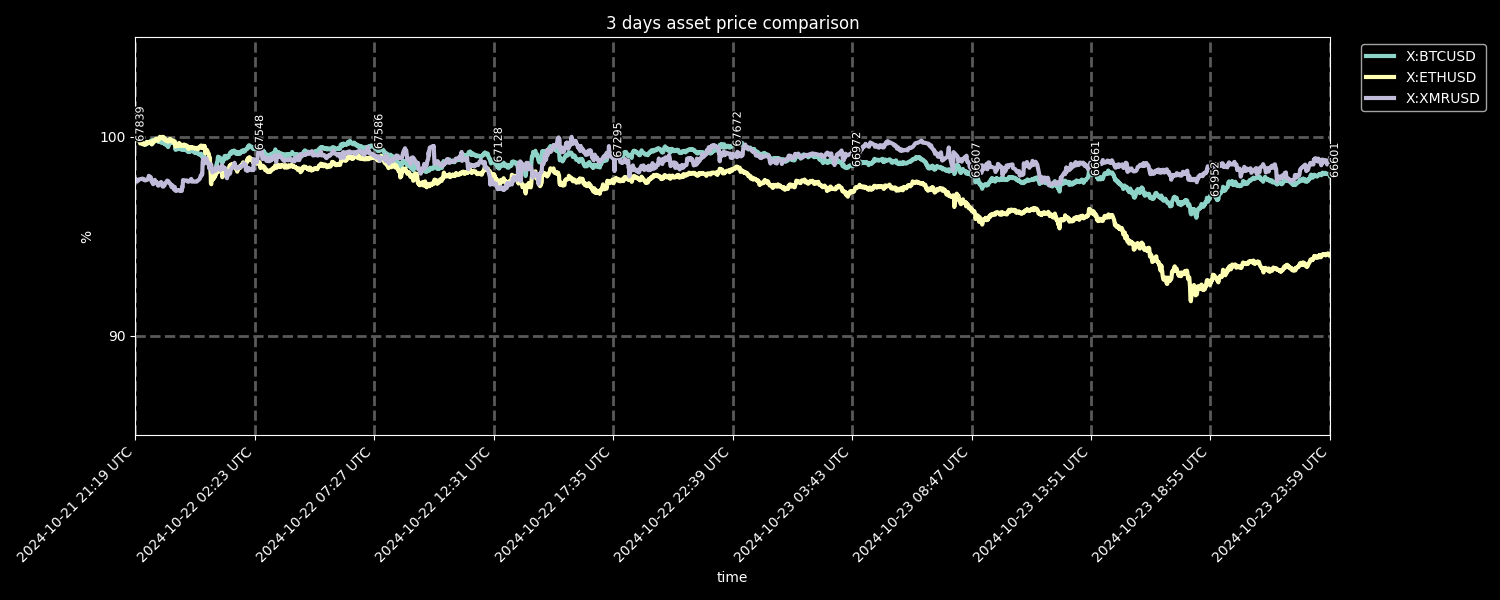 3 days asset price comparison
X:BTCUSD
X:ETHUSD
X:XMRUSD
100
90
%
67839
67548
67586
67128
67295
67672
66972
66607
66661
65952
66601
2024-10-21 21:19 UTC
2024-10-22 02:23 UTC
2024-10-22 07:27 UTC
2024-10-22 12:31 UTC
2024-10-22 17:35 UTC
2024-10-22 22:39 UTC
2024-10-23 03:43 UTC
2024-10-23 08:47 UTC
2024-10-23 13:51 UTC
2024-10-23 18:55 UTC
2024-10-23 23:59 UTC
time